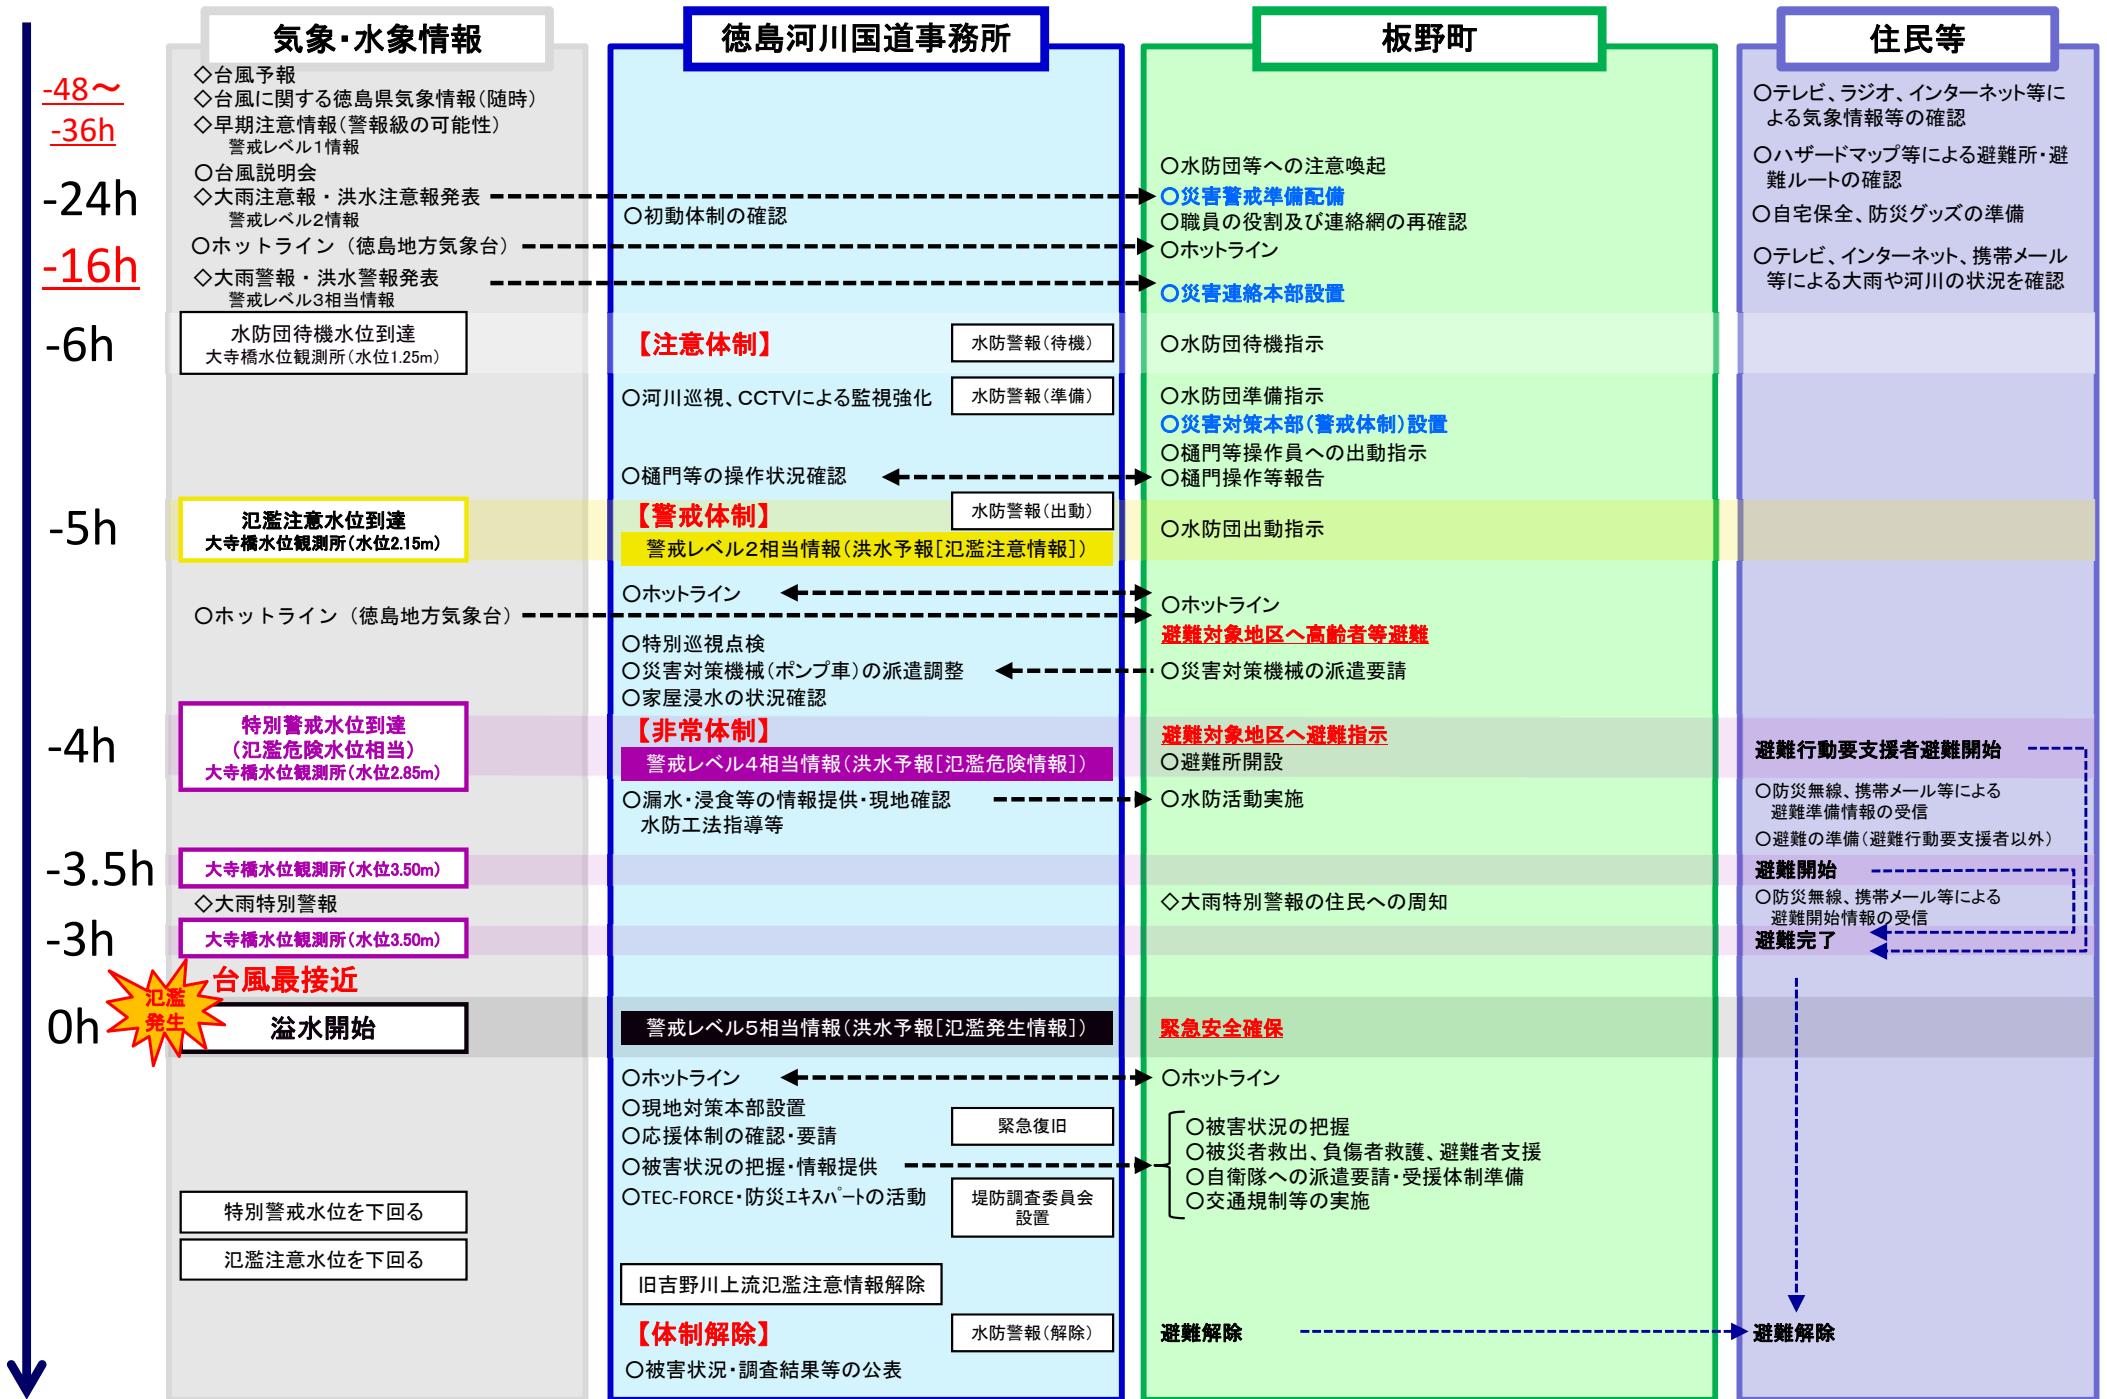 気象・水象情報
徳島河川国道事務所
板野町
住民等
-48～
-36h
-24h
-16h
-6h
-5h
-4h
-3.5h
-3h
0h
◇台風予報
◇台風に関する徳島県気象情報(随時)
◇早期注意情報(警報級の可能性)
警戒レベル1情報
○台風説明会
◇大雨注意報・洪水注意報発表
警戒レベル2情報
○ホットライン（徳島地方気象台）
◇大雨警報・洪水警報発表
警戒レベル3相当情報
水防団待機水位到達
大寺橋水位観測所(水位1.25m)
氾濫注意水位到達
大寺橋水位観測所(水位2.15m)
○ホットライン（徳島地方気象台）
特別警戒水位到達
(氾濫危険水位相当)
大寺橋水位観測所(水位2.85m)
大寺橋水位観測所(水位3.50m)
◇大雨特別警報
大寺橋水位観測所(水位3.50m)
台風最接近
氾濫
発生
溢水開始
特別警戒水位を下回る
氾濫注意水位を下回る
○初動体制の確認
【注意体制】
水防警報(待機)
○河川巡視、CCTVによる監視強化
水防警報(準備)
○樋門等の操作状況確認
【警戒体制】
水防警報(出動)
警戒レベル2相当情報(洪水予報[氾濫注意情報])
○ホットライン
○特別巡視点検
○災害対策機械(ポンプ車)の派遣調整
○家屋浸水の状況確認
【非常体制】
警戒レベル4相当情報(洪水予報[氾濫危険情報])
○漏水・浸食等の情報提供・現地確認
水防工法指導等
警戒レベル5相当情報(洪水予報[氾濫発生情報])
○ホットライン
○現地対策本部設置
○応援体制の確認・要請
緊急復旧
○被害状況の把握・情報提供
○TEC-FORCE・防災エキスパートの活動
堤防調査委員会
設置
旧吉野川上流氾濫注意情報解除
【体制解除】
水防警報(解除)
○被害状況・調査結果等の公表
○水防団等への注意喚起
○災害警戒準備配備
○職員の役割及び連絡網の再確認
○ホットライン
○災害連絡本部設置
○水防団待機指示
○水防団準備指示
○災害対策本部(警戒体制)設置
○樋門等操作員への出動指示
○樋門操作等報告
○水防団出動指示
○ホットライン
避難対象地区へ高齢者等避難
○災害対策機械の派遣要請
避難対象地区へ避難指示
○避難所開設
○水防活動実施
◇大雨特別警報の住民への周知
緊急安全確保
○ホットライン
○被害状況の把握
○被災者救出、負傷者救護、避難者支援
○自衛隊への派遣要請・受援体制準備
○交通規制等の実施
避難解除
○テレビ、ラジオ、インターネット等に
よる気象情報等の確認
○ハザードマップ等による避難所・避
難ルートの確認
○自宅保全、防災グッズの準備
○テレビ、インターネット、携帯メール
等による大雨や河川の状況を確認
避難行動要支援者避難開始
○防災無線、携帯メール等による
避難準備情報の受信
○避難の準備(避難行動要支援者以外)
避難開始
○防災無線、携帯メール等による
避難開始情報の受信
避難完了
避難解除